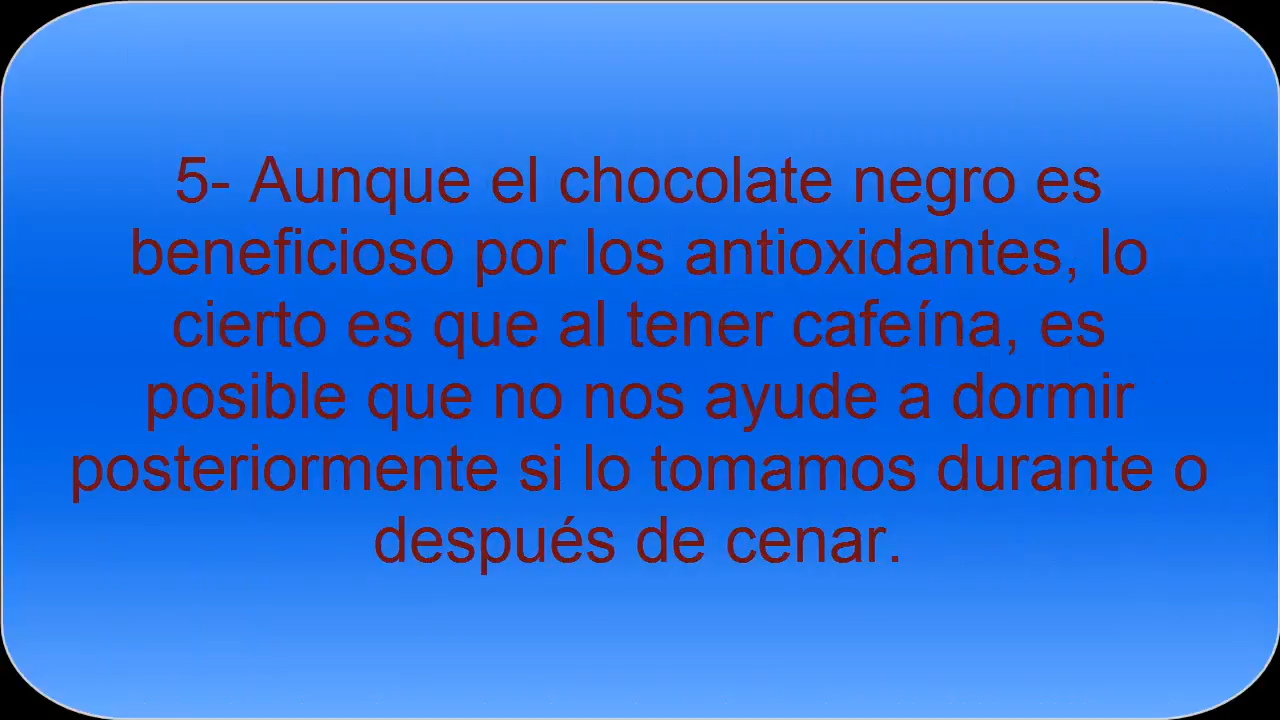 5- Aunque el chocolate negro es
beneficioso por los antioxidantes, lo
cierto es que al tener cafeína, es
posible que no nos ayude a dormir
posteriormente si lo tomamos durante o
después de cenar.